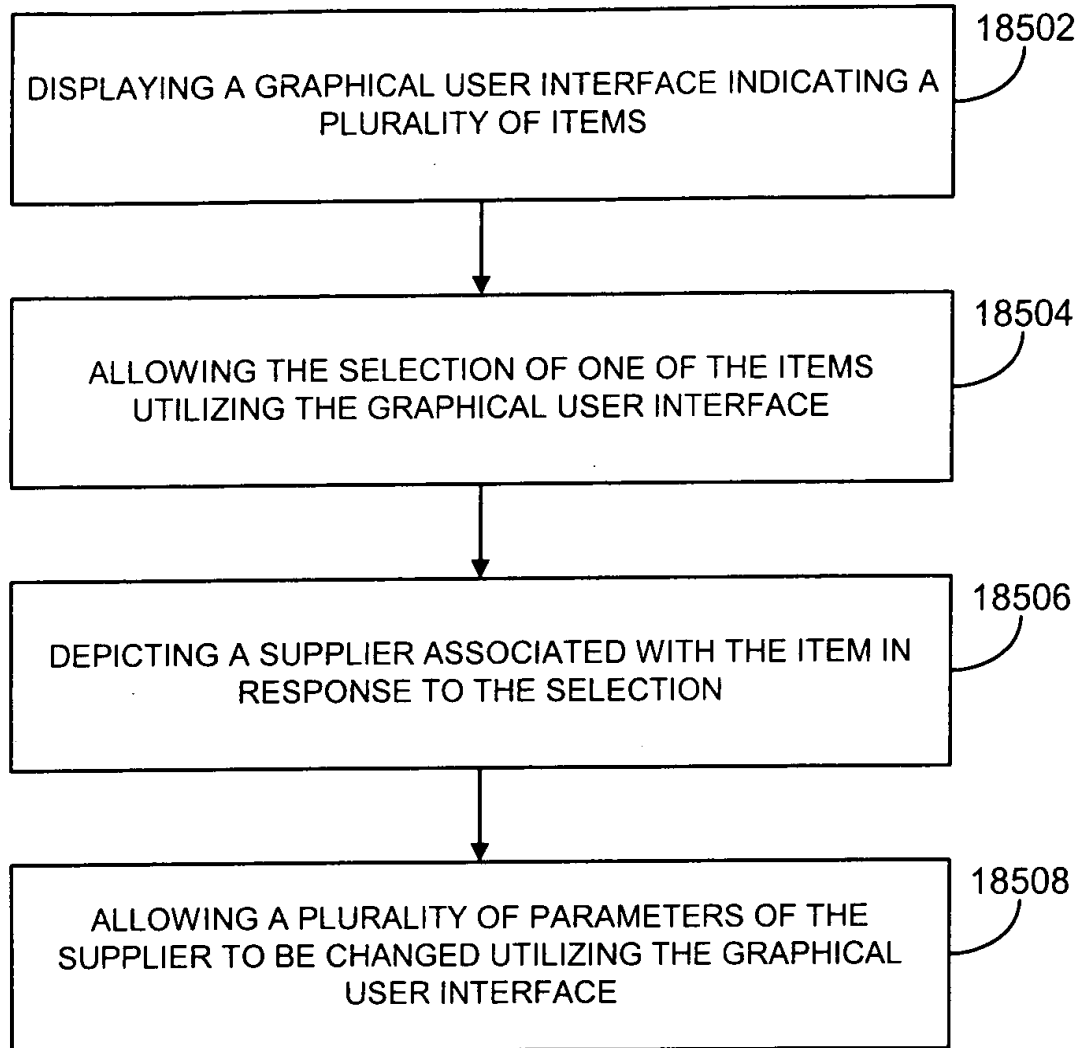 18502
DISPLAYING A GRAPHICAL USER INTERFACE INDICATING A
PLURALITY OF ITEMS
18504
ALLOWING THE SELECTION OF ONE OF THE ITEMS
UTILIZING THE GRAPHICAL USER INTERFACE
18506
DEPICTING A SUPPLIER ASSOCIATED WITH THE ITEM IN
RESPONSE TO THE SELECTION
18508
ALLOWING A PLURALITY OF PARAMETERS OF THE
SUPPLIER TO BE CHANGED UTILIZING THE GRAPHICAL
USER INTERFACE